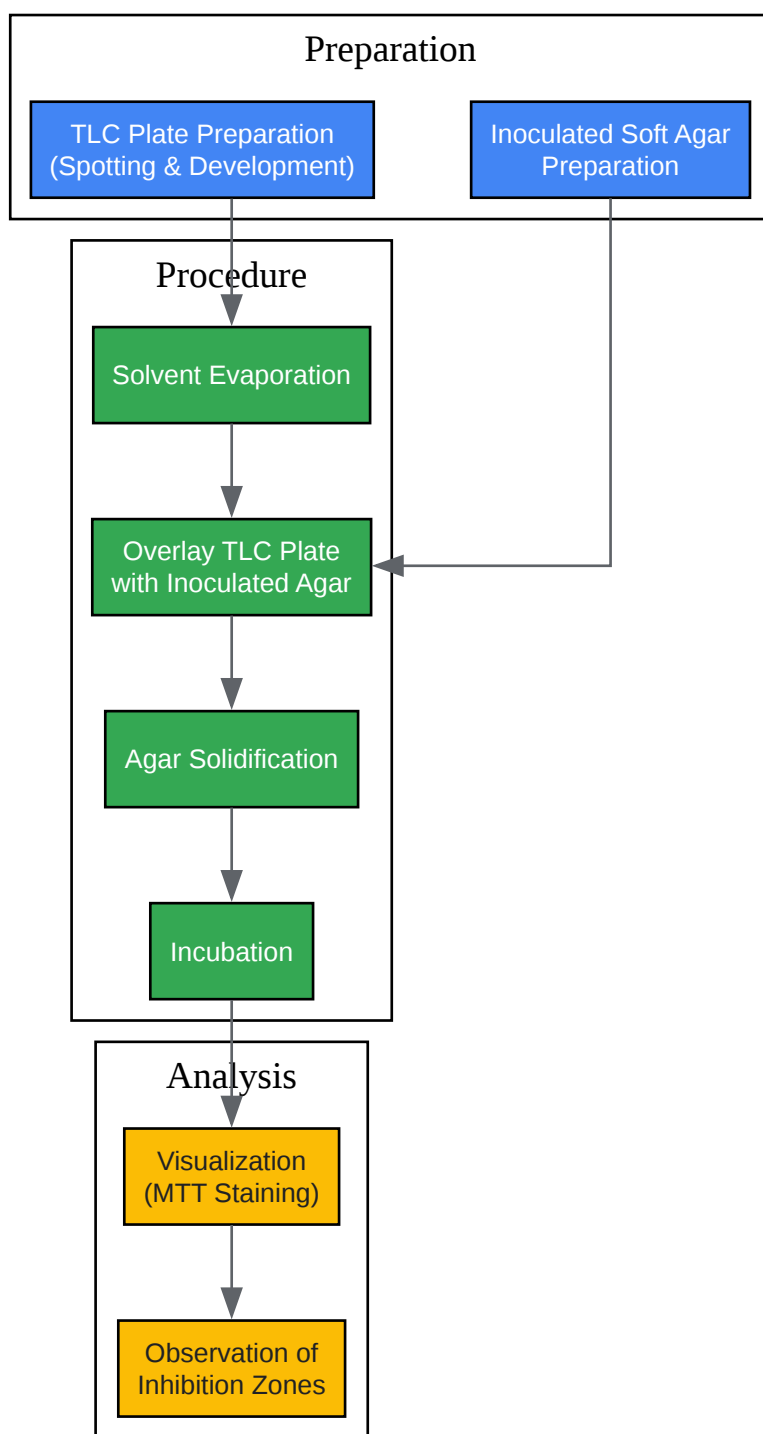 Preparation
TLC Plate Preparation
(Spotting & Development)
Inoculated Soft Agar
Preparation
Procedure
Solvent Evaporation
Overlay TLC Plate
with Inoculated Agar
Agar Solidification
Incubation
Analysis
Visualization
(MTT Staining)
Observation of
Inhibition Zones